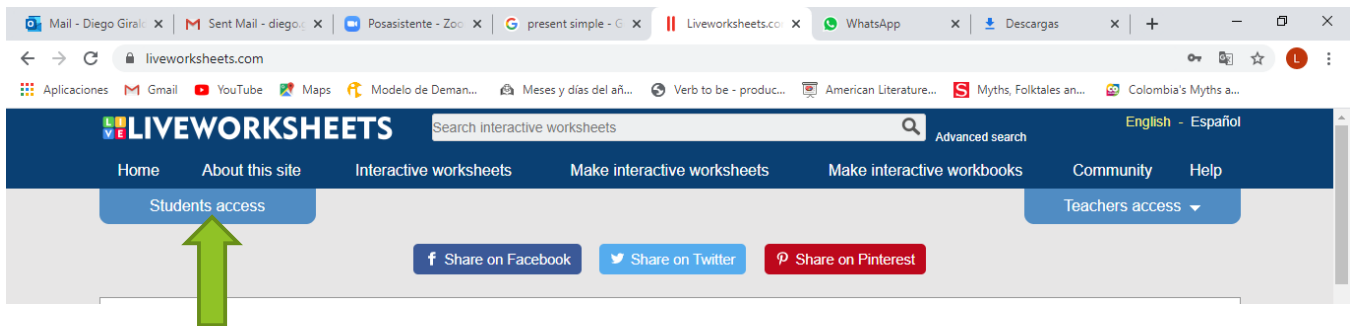 Mail - Diego Giral
Sent Mail - diego.g
Posasistente - Zoo
present simple - G
Liveworksheets.co
WhatsApp
Descargas
liveworksheets.com
L
Aplicaciones
Gmail
YouTube
Maps
Modelo de Deman...
Meses y días del añ...
Verb to be - produc...
American Literature...
Myths, Folktales an...
Colombia's Myths a...
LIVE LIVEWORKSHEETS
Search interactive worksheets
Advanced search
English - Español
Home
About this site
Interactive worksheets
Make interactive worksheets
Make interactive workbooks
Community
Help
Students access
Teachers access
Share on Facebook
Share on Twitter
Share on Pinterest